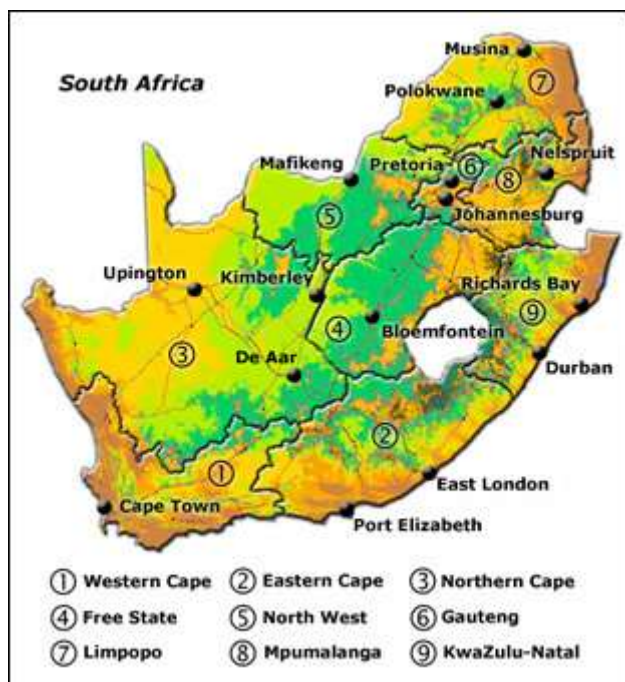 South Africa
Musina
⑦
Polokwane
Mafikeng
Pretoria
⑥
Nelspruit
⑧
⑤
Johannesburg
Upington
Kimberley
Richards Bay
④
⑨
Bloemfontein
③
De Aar
Durban
②
①
East London
Cape Town
Port Elizabeth
① Western Cape ② Eastern Cape ③ Northern Cape
④ Free State ⑤ North West ⑥ Gauteng
⑦ Limpopo ⑧ Mpumalanga ⑨ KwaZulu-Natal